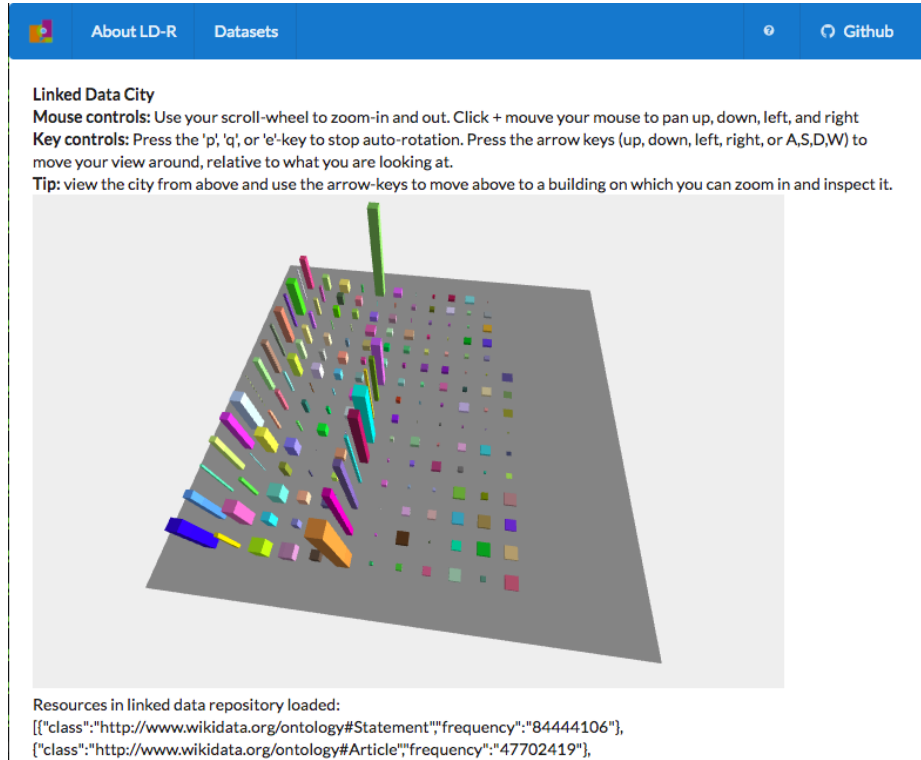 About LD-R Datasets Github
Linked Data City
Mouse controls: Use your scroll-wheel to zoom-in and out. Click + mouve your mouse to pan up, down, left, and right
Key controls: Press the 'p', 'q', or 'e'-key to stop auto-rotation. Press the arrow keys (up, down, left, right, or A,S,D,W) to
move your view around, relative to what you are looking at.
Tip: view the city from above and use the arrow-keys to move above to a building on which you can zoom in and inspect it.
Resources in linked data repository loaded:
[{"class":"http://www.wikidata.org/ontology#Statement","frequency":"84444106"},
{"class":"http://www.wikidata.org/ontology#Article","frequency":"47702419"},